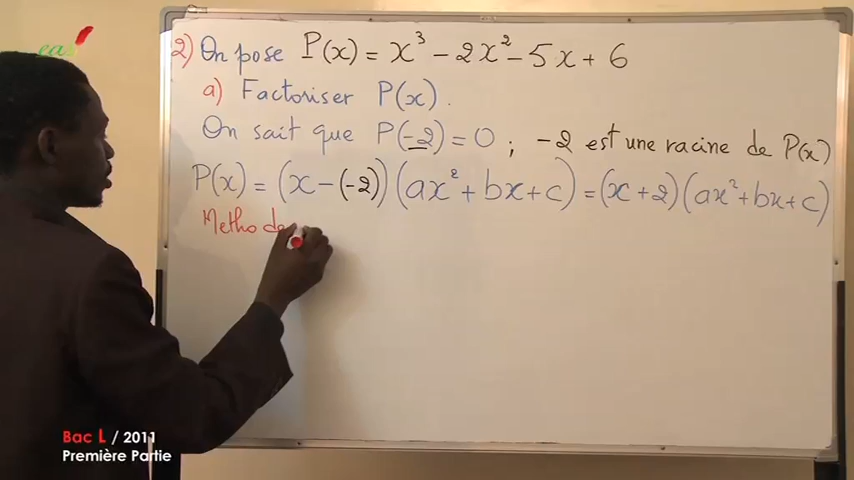 eas
2) On pose P(x) = x³ - 2x² - 5x + 6
a) Factoriser P(x).
On sait que P(-2) = 0 ; -2 est une racine de P(x)
P(x) = (x - (-2))(ax² + bx + c) = (x + 2)(ax² + bx + c)
Methode
Bac L / 2011
Première Partie